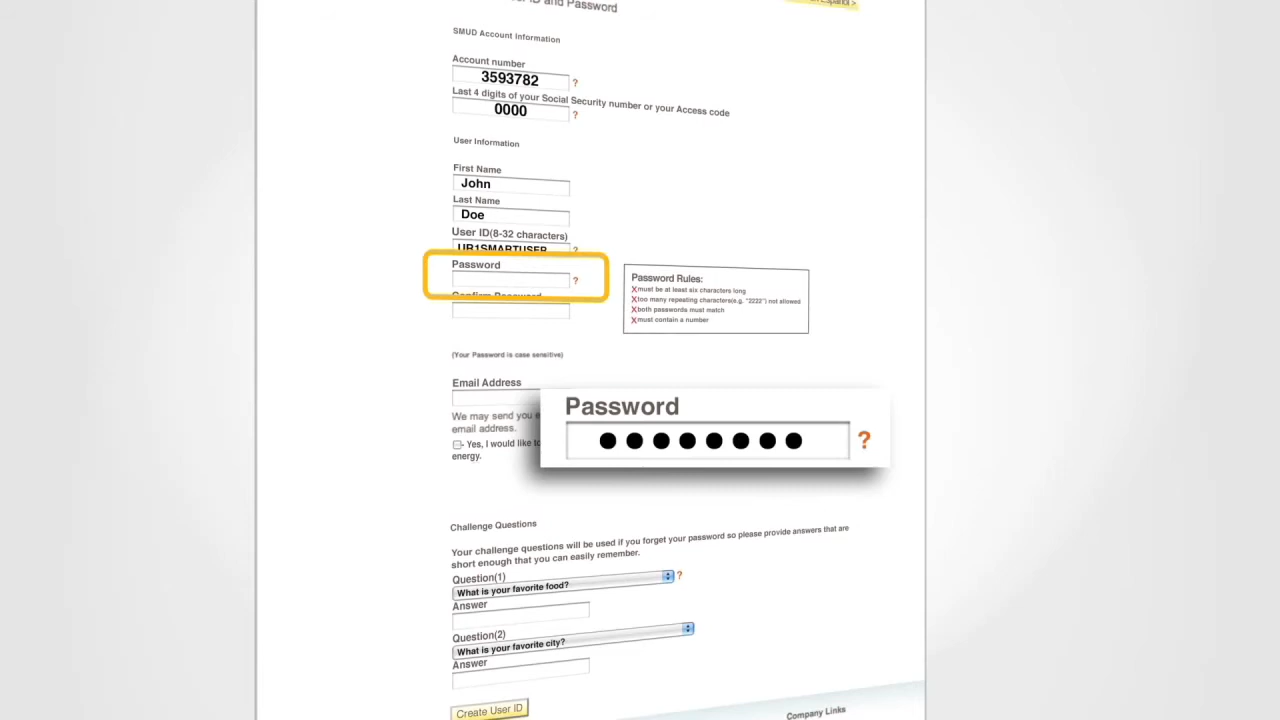 ID and Password
Español >
SMUD Account Information
Account number
3593782
?
Last 4 digits of your Social Security number or your Access code
0000
?
User Information
First Name
John
Last Name
Doe
User ID(8-32 characters)
UR1SMARTUSER
?
Password
?
Confirm Password
Password Rules:
X must be at least six characters long
X too many repeating characters(e.g. "2222") not allowed
X both passwords must match
X must contain a number
(Your Password is case sensitive)
Email Address
We may send you
email address.
- Yes, I would like to
energy.
Password
●●●●●●●●
?
Challenge Questions
Your challenge questions will be used if you forget your password so please provide answers that are
short enough that you can easily remember.
Question(1)
What is your favorite food?
?
Answer
Question(2)
What is your favorite city?
Answer
Create User ID
Company Links